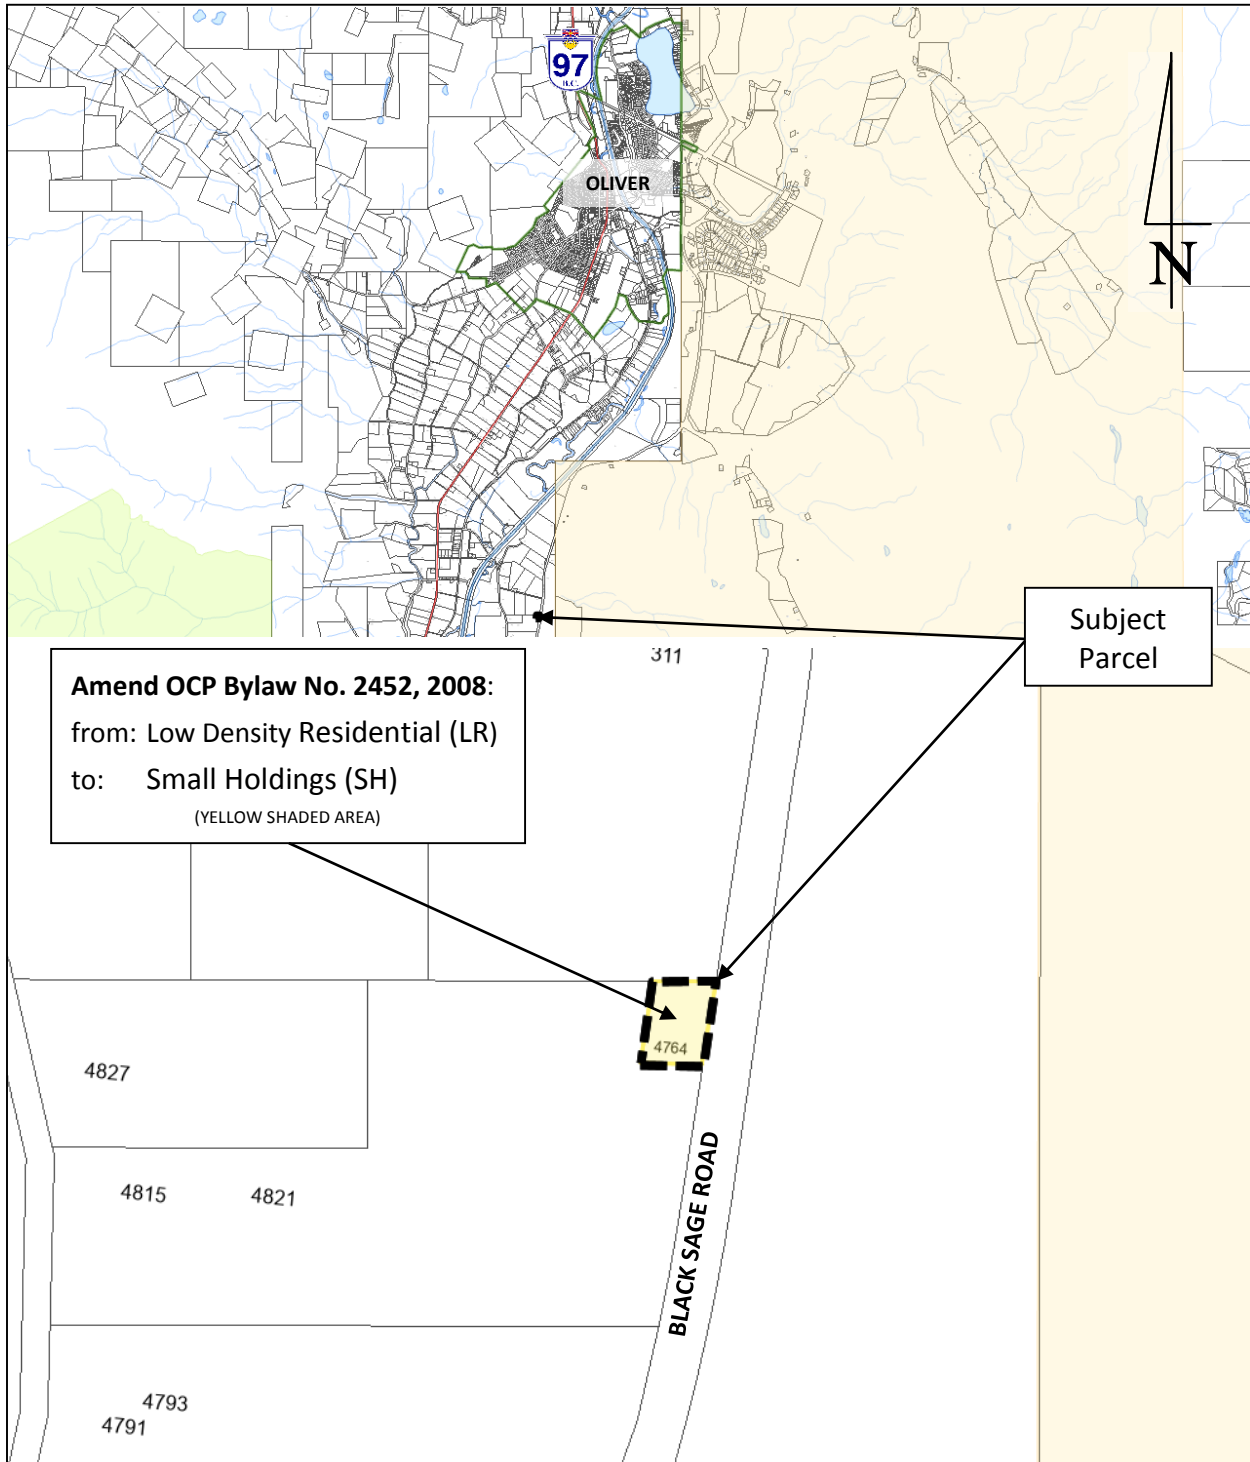 97
B.C.
OLIVER
N
Subject
Parcel
311
Amend OCP Bylaw No. 2452, 2008:
from: Low Density Residential (LR)
to: Small Holdings (SH)
(YELLOW SHADED AREA)
4764
4827
BLACK SAGE ROAD
4815 4821
4793
4791